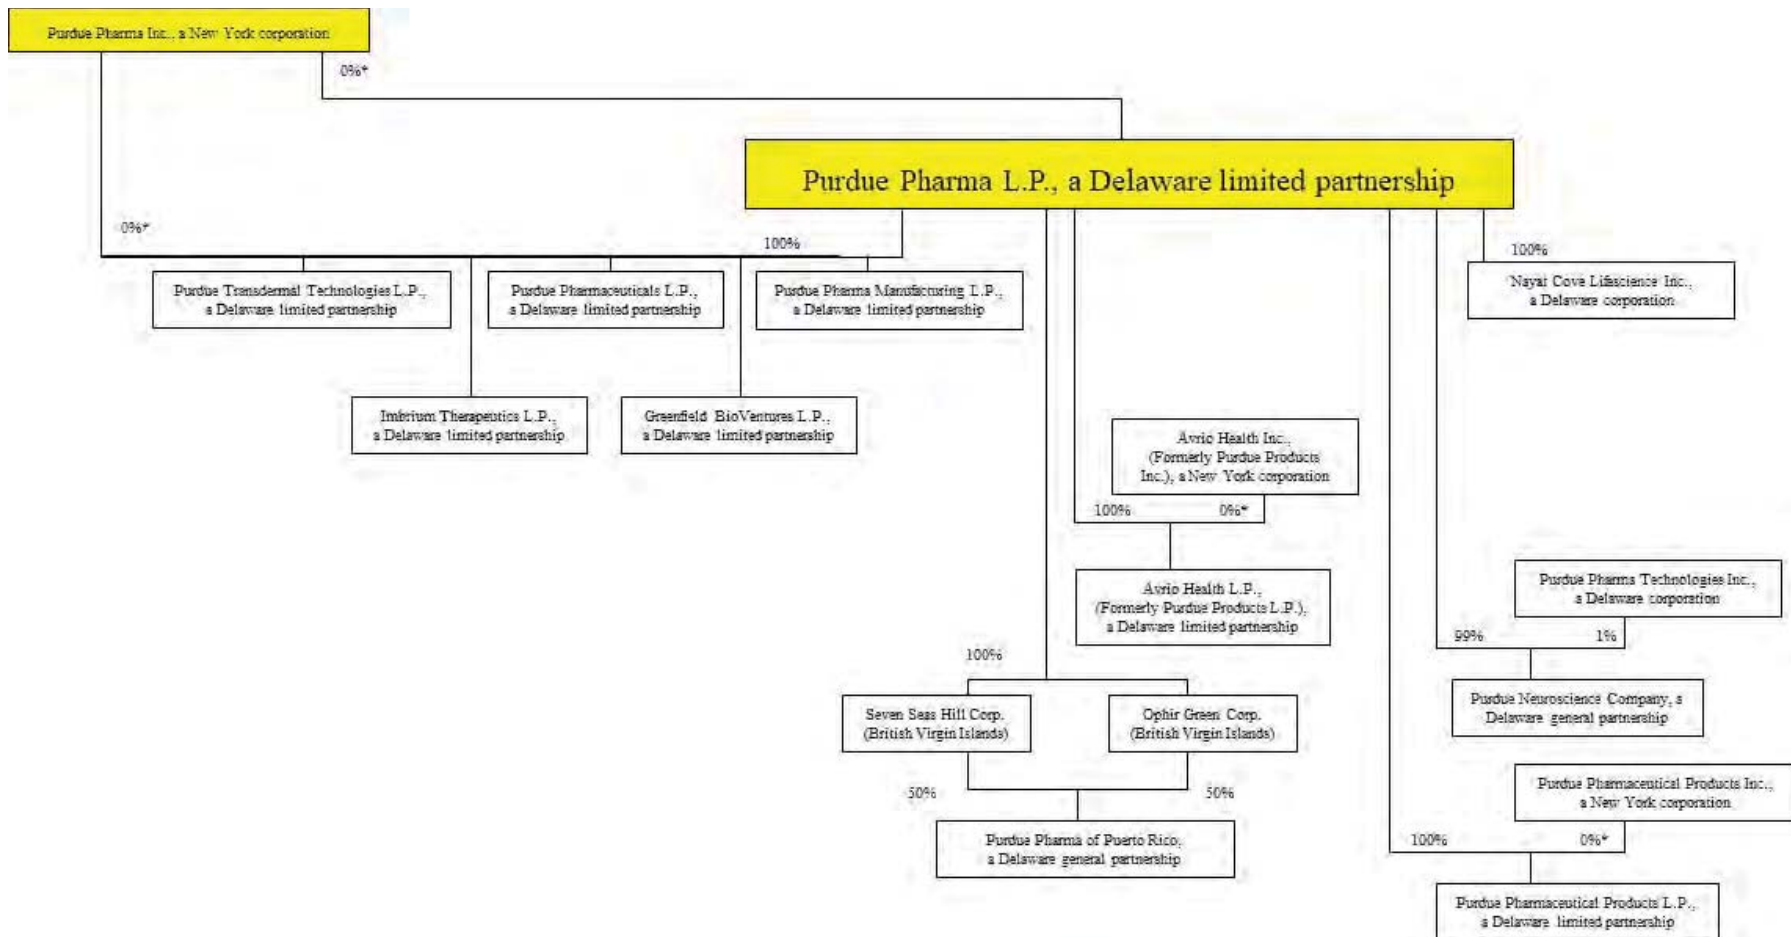 Purdue Pharma Inc., a New York corporation
0%*
Purdue Pharma L.P., a Delaware limited partnership
0%*
100%
100%
Purdue Transdermal Technologies L.P.,
a Delaware limited partnership
Purdue Pharmaceuticals L.P.,
a Delaware limited partnership
Purdue Pharma Manufacturing L.P.,
a Delaware limited partnership
Nayat Cove Lifescience Inc.,
a Delaware corporation
Imbrium Therapeutics L.P.,
a Delaware limited partnership
Greenfield BioVentures L.P.,
a Delaware limited partnership
Avrio Health Inc.,
(Formerly Purdue Products
Inc.), a New York corporation
100%
0%*
Avrio Health L.P.,
(Formerly Purdue Products L.P.),
a Delaware limited partnership
Purdue Pharma Technologies Inc.,
a Delaware corporation
99%
1%
100%
Seven Seas Hill Corp.
(British Virgin Islands)
Ophir Green Corp.
(British Virgin Islands)
Purdue Neuroscience Company, a
Delaware general partnership
50%
50%
Purdue Pharmaceutical Products Inc.,
a New York corporation
Purdue Pharma of Puerto Rico,
a Delaware general partnership
100%
0%*
Purdue Pharmaceutical Products L.P.,
a Delaware limited partnership